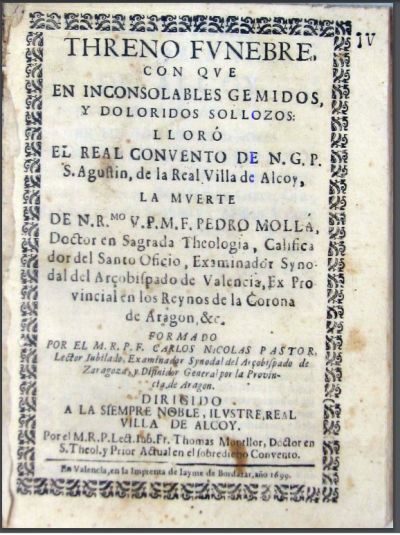 THRENO FVNEBRE,
IV
CON QVE
EN INCONSOLABLES GEMIDOS,
Y DOLORIDOS SOLLOZOS:
LLORÓ
EL REAL CONVENTO DE N.G.P.
S. Agustin, de la Real Villa de Alcoy,
LA MVERTE
DE N.R.MO V.P.M.F. PEDRO MOLLÁ,
Doctor en Sagrada Theologia, Califica
dor del Santo Oficio, Examinador Syno-
dal del Arçobispado de Valencia, Ex Pro
vincial en los Reynos de la Corona
de Aragon, &c.
FORMADO
POR EL M.R.P.F. CARLOS NICOLAS PASTOR,
Lector Iubilado, Examinador Synodal del Arçobispado de
Zaragoza, y Difinidor General por la Provin-
cia, de Aragon.
DIRIGIDO
A LA SIEMPRE NOBLE, ILVSTRE, REAL
VILLA DE ALCOY.
Por el M.R.P. Lect. Iub. Fr. Thomas Montllor, Doctor en
S. Theol. y Prior Actual en el sobredicho Convento.
En Valencia, en la Imprenta de Iayme de Bordazar, año 1699.